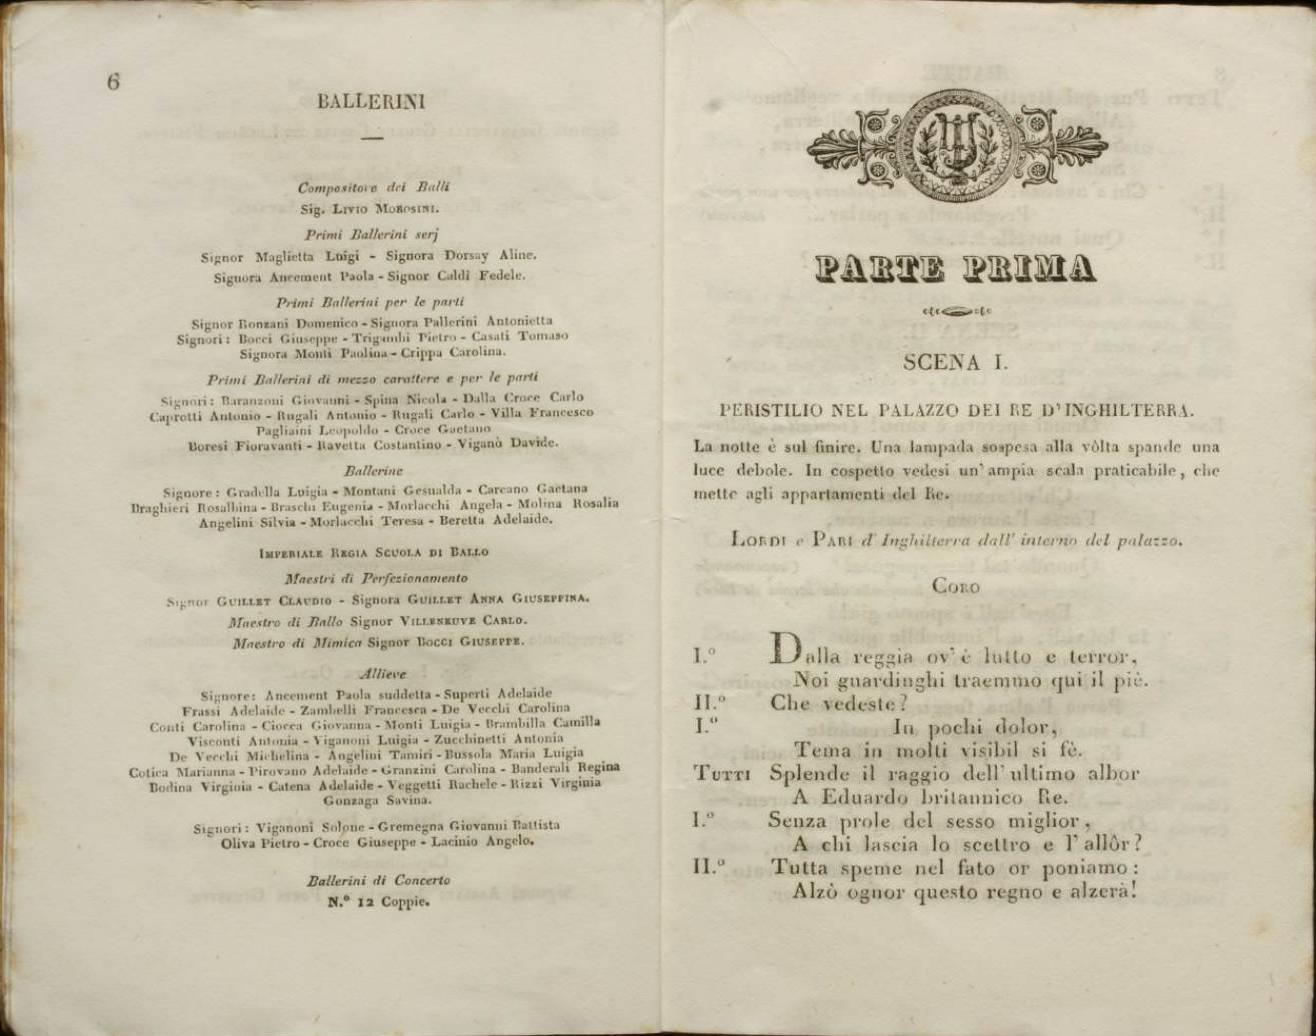 6
BALLERINI
Compositore dei Balli
Sig. Livio Morosini.
Primi Ballerini serj
Signor Maglietta Luigi - Signora Dorsay Aline.
Signora Ancement Paola - Signor Caldi Fedele.
Primi Ballerini per le parti
Signor Ronzani Domenico - Signora Pallerini Antonietta
Signori: Bocci Giuseppe - Trigambi Pietro - Casati Tomaso
Signora Monti Paolina - Crippa Carolina.
Primi Ballerini di mezzo carattere e per le parti
Signori: Baranzoni Giovanni - Spina Nicola - Dalla Croce Carlo
Caprotti Antonio - Rugali Antonio - Rugali Carlo - Villa Francesco
Pagliaini Leopoldo - Croce Gaetano
Boresi Fioravanti - Ravetta Costantino - Viganò Davide.
Ballerine
Signore: Gradella Luigia - Montani Gesualda - Carcano Gaetana
Braghieri Rosalbina - Braschi Eugenia - Morlacchi Angela - Molina Rosalia
Angelini Silvia - Morlacchi Teresa - Beretta Adelaide.
Imperiale Regia Scuola di Ballo
Maestri di Perfezionamento
Signor Guillet Claudio - Signora Guillet Anna Giuseppina.
Maestro di Ballo Signor Villeneuve Carlo.
Maestro di Mimica Signor Bocci Giuseppe.
Allieve
Signore: Ancement Paola suddetta - Superti Adelaide
Frassi Adelaide - Zambelli Francesca - De Vecchi Carolina
Conti Carolina - Ciocca Giovanna - Monti Luigia - Brambilla Camilla
Visconti Antonia - Viganoni Luigia - Zucchinetti Antonia
De Vecchi Michelina - Angelini Tamiri - Bussola Maria Luigia
Cotica Marianna - Pirovano Adelaide - Granzini Carolina - Banderali Regina
Bodina Virginia - Catena Adelaide - Veggetti Rachele - Rizzi Virginia
Gonzaga Savina.
Signori: Viganoni Solone - Gremegna Giovanni Battista
Oliva Pietro - Croce Giuseppe - Lacinio Angelo.
Ballerini di Concerto
N.º 12 Coppie.
PARTE PRIMA
SCENA I.
PERISTILIO NEL PALAZZO DEI RE D'INGHILTERRA.
La notte è sul finire. Una lampada sospesa alla vôlta spande una
luce debole. In cospetto vedesi un'ampia scala praticabile, che
mette agli appartamenti del Re.
Lordi e Pari d'Inghilterra dall'interno del palazzo.
Coro
I.º Dalla reggia ov'è lutto e terror,
Noi guardinghi traemmo qui il piè.
II.º Che vedeste?
I.º In pochi dolor,
Tema in molti visibil si fè.
Tutti Splende il raggio dell'ultimo albor
A Eduardo britannico Re.
I.º Senza prole del sesso miglior,
A chi lascia lo scettro e l'allôr?
II.º Tutta speme nel fato or poniamo:
Alzò ognor questo regno e alzerà!